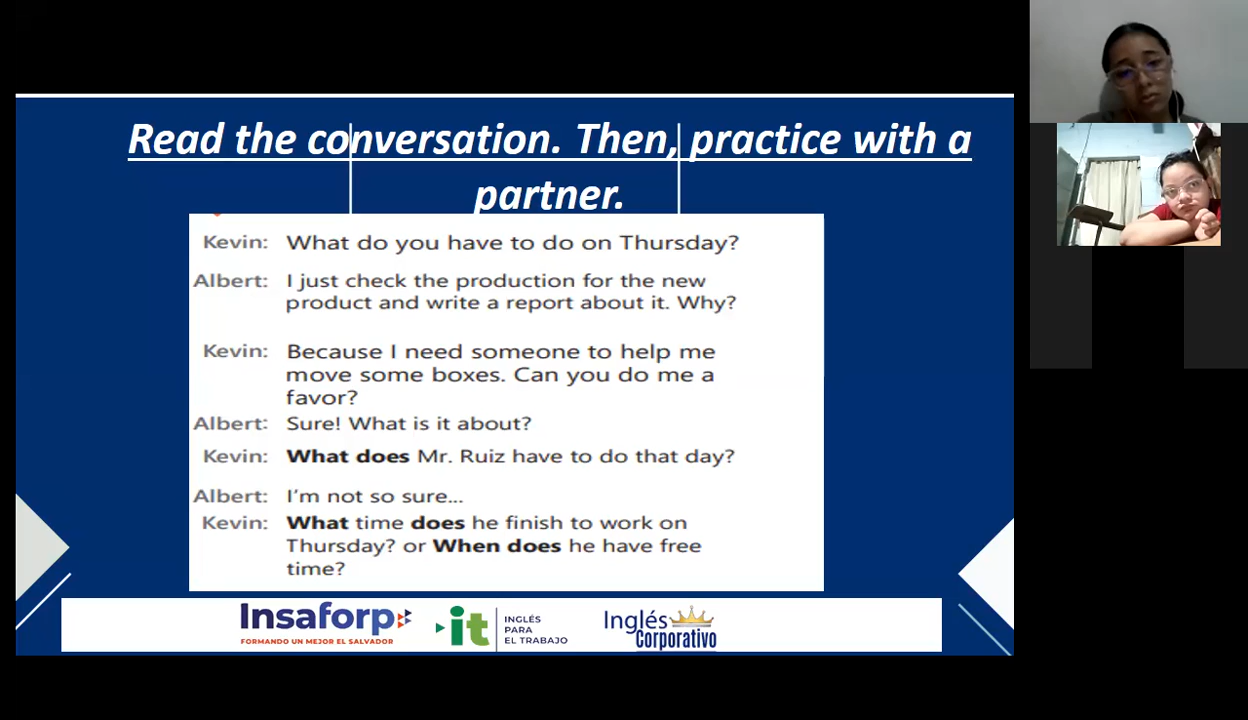 Read the conversation. Then, practice with a
partner.
Kevin: What do you have to do on Thursday?
Albert: I just check the production for the new
product and write a report about it. Why?
Kevin: Because I need someone to help me
move some boxes. Can you do me a
favor?
Albert: Sure! What is it about?
Kevin: What does Mr. Ruiz have to do that day?
Albert: I'm not so sure...
Kevin: What time does he finish to work on
Thursday? or When does he have free
time?
Insaforp
FORMANDO UN MEJOR EL SALVADOR
it
INGLÉS
PARA
EL TRABAJO
Inglés
Corporativo